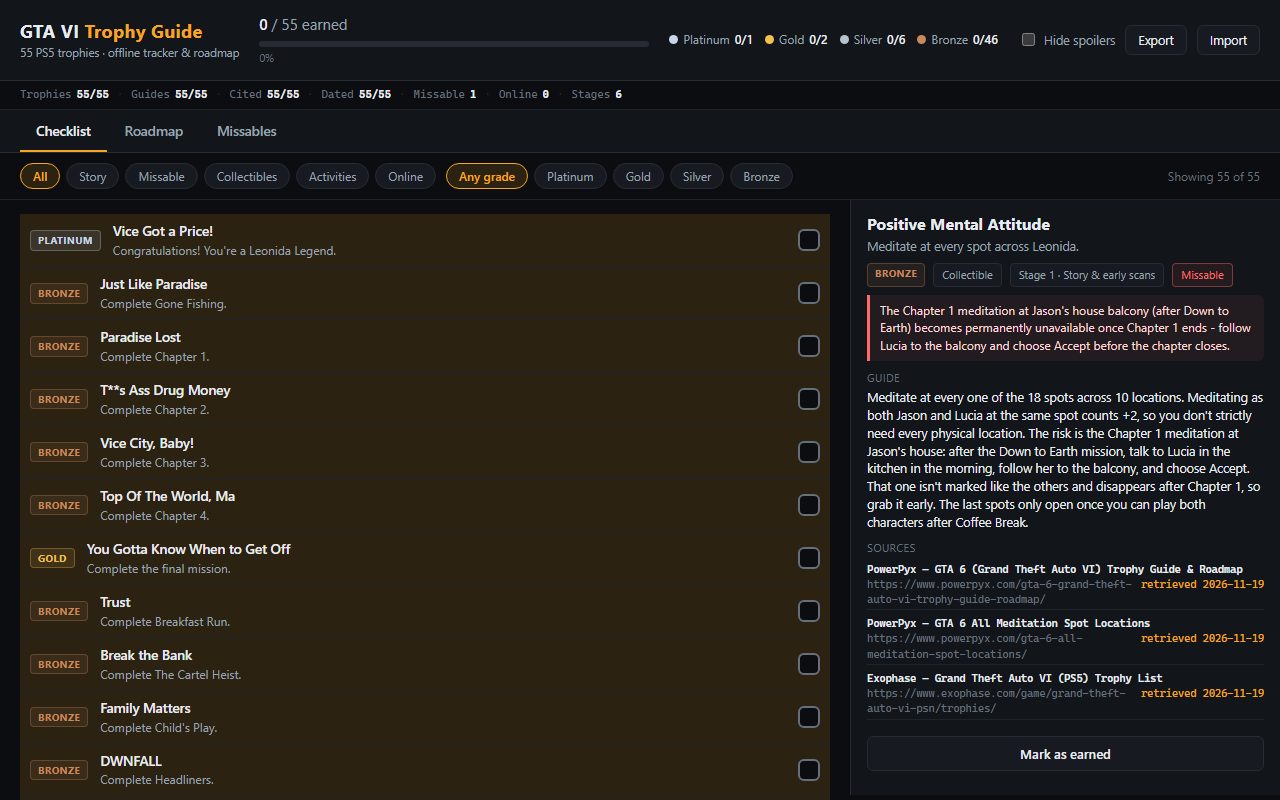 GTA VI Trophy Guide
55 PS5 trophies · offline tracker & roadmap
0 / 55 earned
0%
Platinum 0/1
Gold 0/2
Silver 0/6
Bronze 0/46
Hide spoilers
Export
Import
Trophies 55/55 · Guides 55/55 · Cited 55/55 · Dated 55/55 · Missable 1 · Online 0 · Stages 6
Checklist
Roadmap
Missables
All
Story
Missable
Collectibles
Activities
Online
Any grade
Platinum
Gold
Silver
Bronze
Showing 55 of 55
PLATINUM
Vice Got a Price!
Congratulations! You're a Leonida Legend.
BRONZE
Just Like Paradise
Complete Gone Fishing.
BRONZE
Paradise Lost
Complete Chapter 1.
BRONZE
T**s Ass Drug Money
Complete Chapter 2.
BRONZE
Vice City, Baby!
Complete Chapter 3.
BRONZE
Top Of The World, Ma
Complete Chapter 4.
GOLD
You Gotta Know When to Get Off
Complete the final mission.
BRONZE
Trust
Complete Breakfast Run.
BRONZE
Break the Bank
Complete The Cartel Heist.
BRONZE
Family Matters
Complete Child's Play.
BRONZE
DWNFALL
Complete Headliners.
Positive Mental Attitude
Meditate at every spot across Leonida.
BRONZE
Collectible
Stage 1 · Story & early scans
Missable
The Chapter 1 meditation at Jason's house balcony (after Down to
Earth) becomes permanently unavailable once Chapter 1 ends - follow
Lucia to the balcony and choose Accept before the chapter closes.
GUIDE
Meditate at every one of the 18 spots across 10 locations. Meditating as
both Jason and Lucia at the same spot counts +2, so you don't strictly
need every physical location. The risk is the Chapter 1 meditation at
Jason's house: after the Down to Earth mission, talk to Lucia in the
kitchen in the morning, follow her to the balcony, and choose Accept.
That one isn't marked like the others and disappears after Chapter 1, so
grab it early. The last spots only open once you can play both
characters after Coffee Break.
SOURCES
PowerPyx — GTA 6 (Grand Theft Auto VI) Trophy Guide & Roadmap
https://www.powerpyx.com/gta-6-grand-theft-
auto-vi-trophy-guide-roadmap/
retrieved 2026-11-19
PowerPyx — GTA 6 All Meditation Spot Locations
https://www.powerpyx.com/gta-6-all-
meditation-spot-locations/
retrieved 2026-11-19
Exophase — Grand Theft Auto VI (PS5) Trophy List
https://www.exophase.com/game/grand-theft-
auto-vi-psn/trophies/
retrieved 2026-11-19
Mark as earned